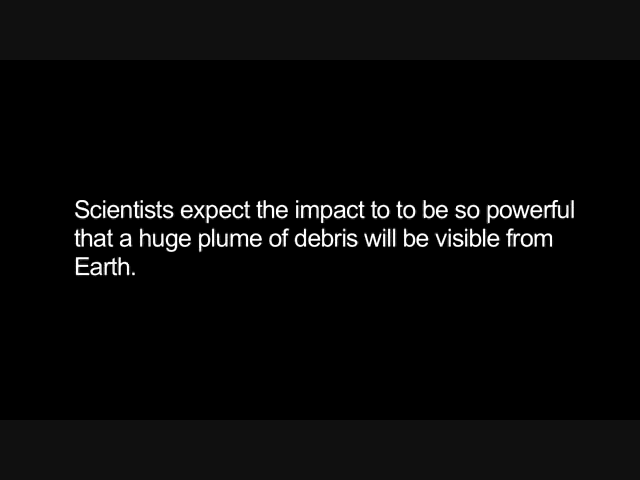 Scientists expect the impact to to be so powerful
that a huge plume of debris will be visible from
Earth.